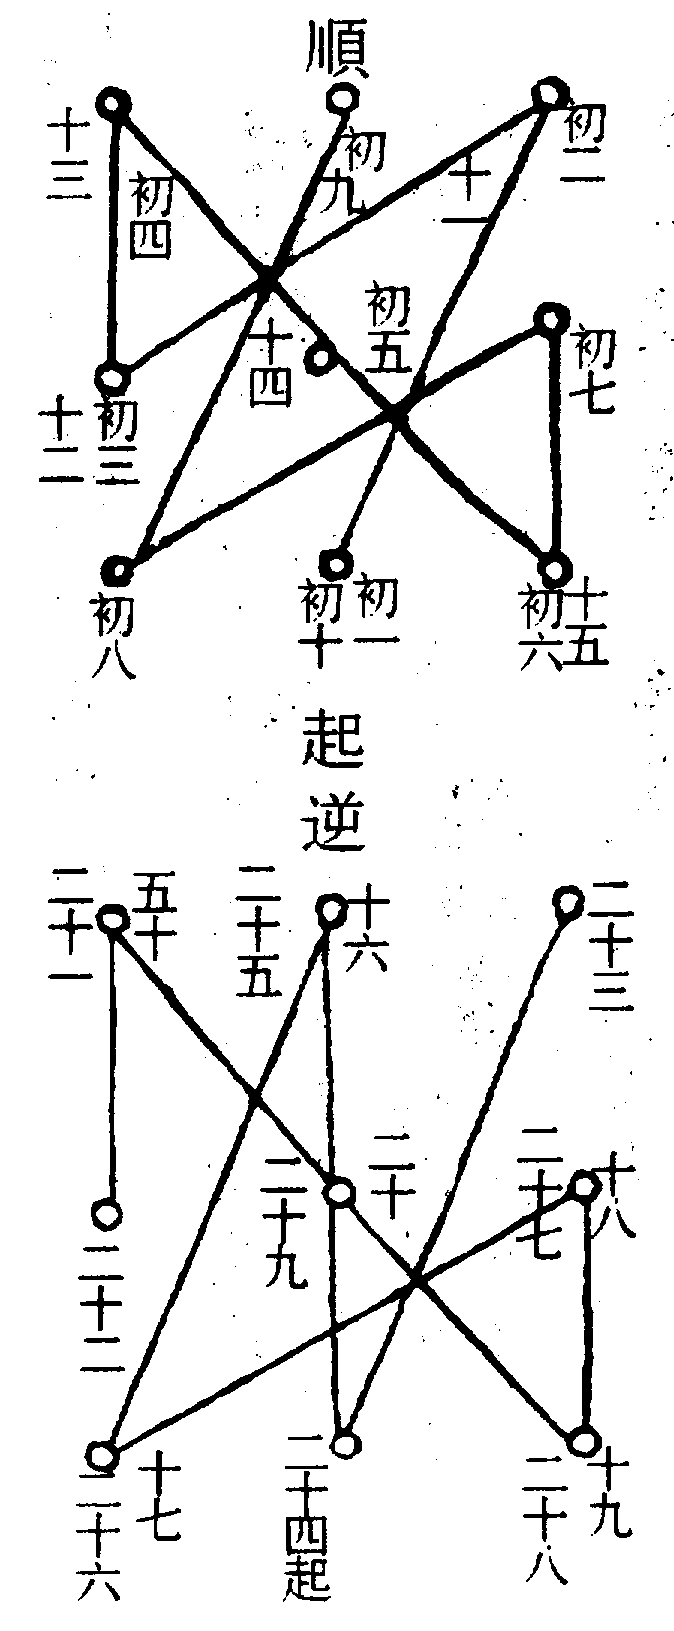 順
十三
初四
初九
十一
初二
十四
初五
初七
十二
初三
初八
初十
初一
初六
十五
起
逆
二十一
五十
二十五
十六
二十三
二十二
二十九
二十
二十七
十八
二十六
十七
二十四起
二十八
十九